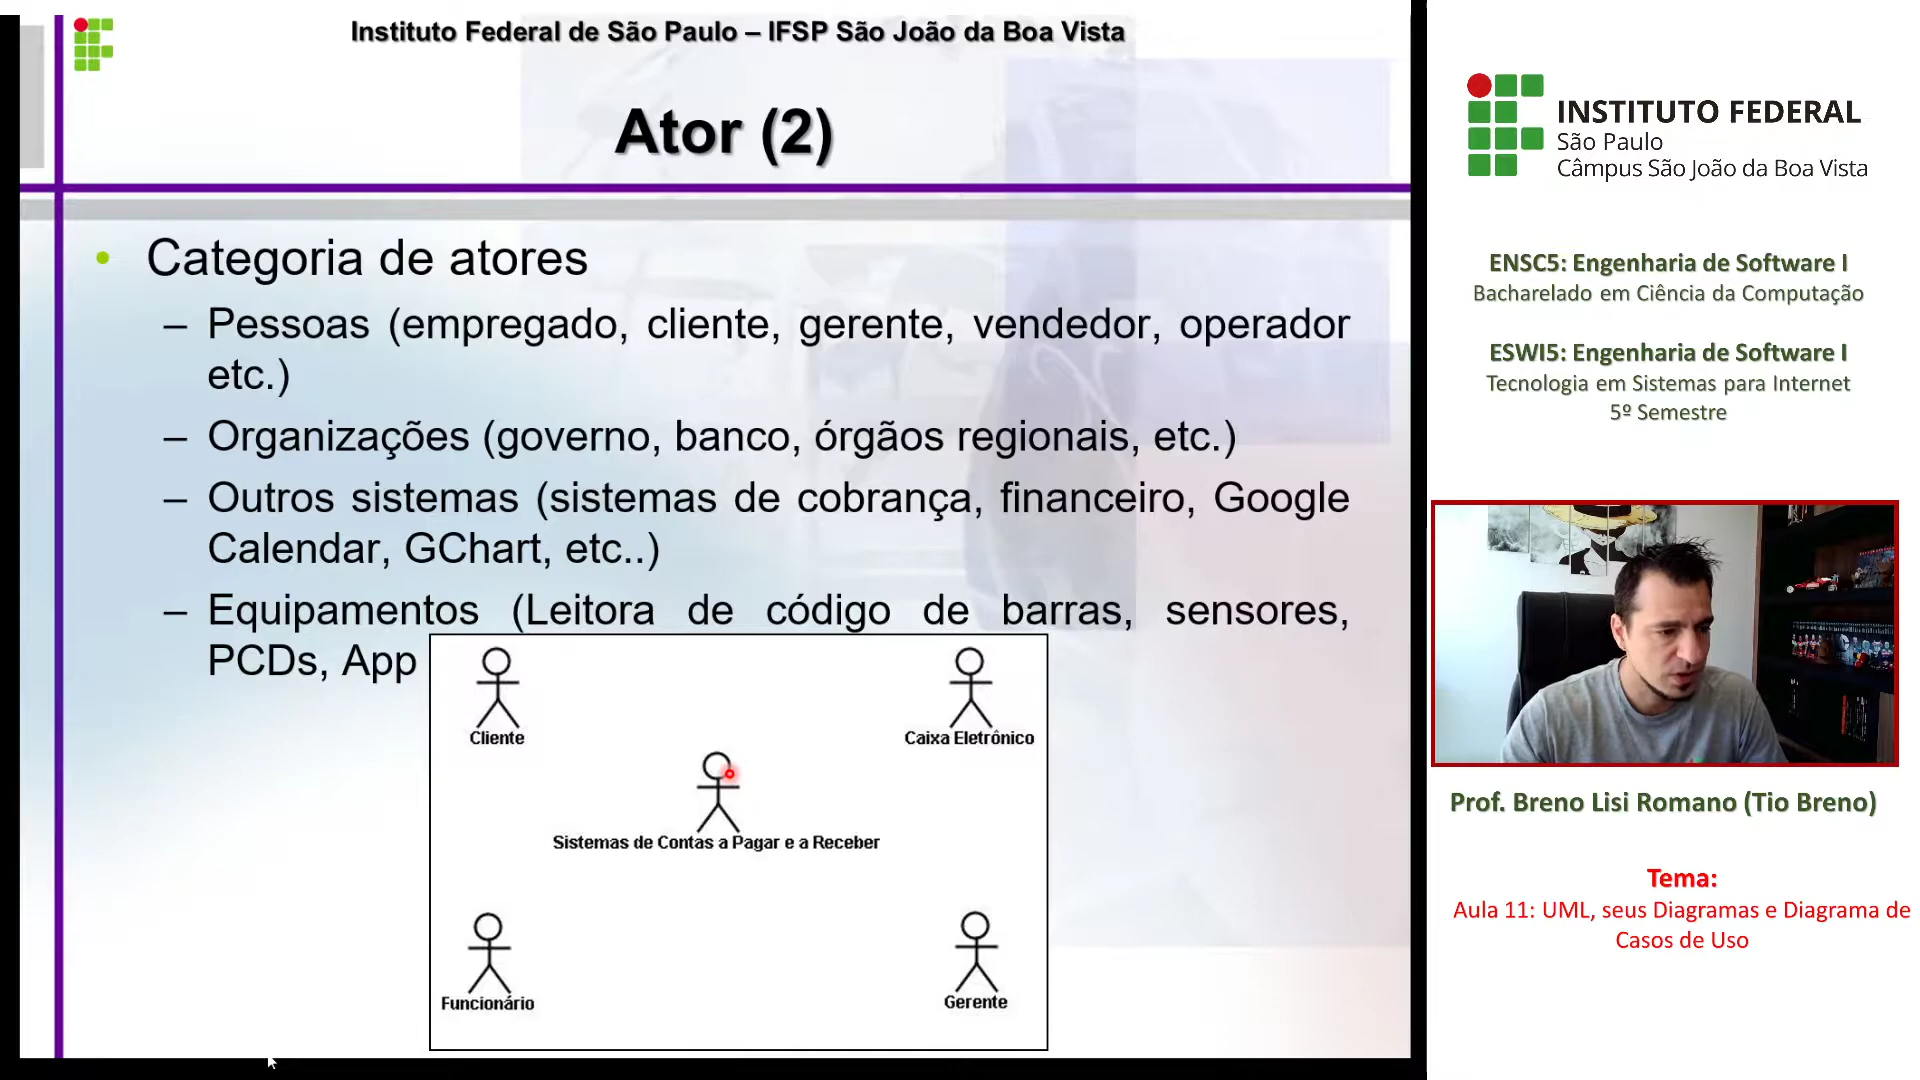 Instituto Federal de São Paulo – IFSP São João da Boa Vista
Ator (2)
• Categoria de atores
– Pessoas (empregado, cliente, gerente, vendedor, operador
etc.)
– Organizações (governo, banco, órgãos regionais, etc.)
– Outros sistemas (sistemas de cobrança, financeiro, Google
Calendar, GChart, etc..)
– Equipamentos (Leitora de código de barras, sensores,
PCDs, App
Cliente
Caixa Eletrônico
Sistemas de Contas a Pagar e a Receber
Funcionário
Gerente
INSTITUTO FEDERAL
São Paulo
Câmpus São João da Boa Vista
ENSC5: Engenharia de Software I
Bacharelado em Ciência da Computação
ESWI5: Engenharia de Software I
Tecnologia em Sistemas para Internet
5º Semestre
Prof. Breno Lisi Romano (Tio Breno)
Tema:
Aula 11: UML, seus Diagramas e Diagrama de
Casos de Uso